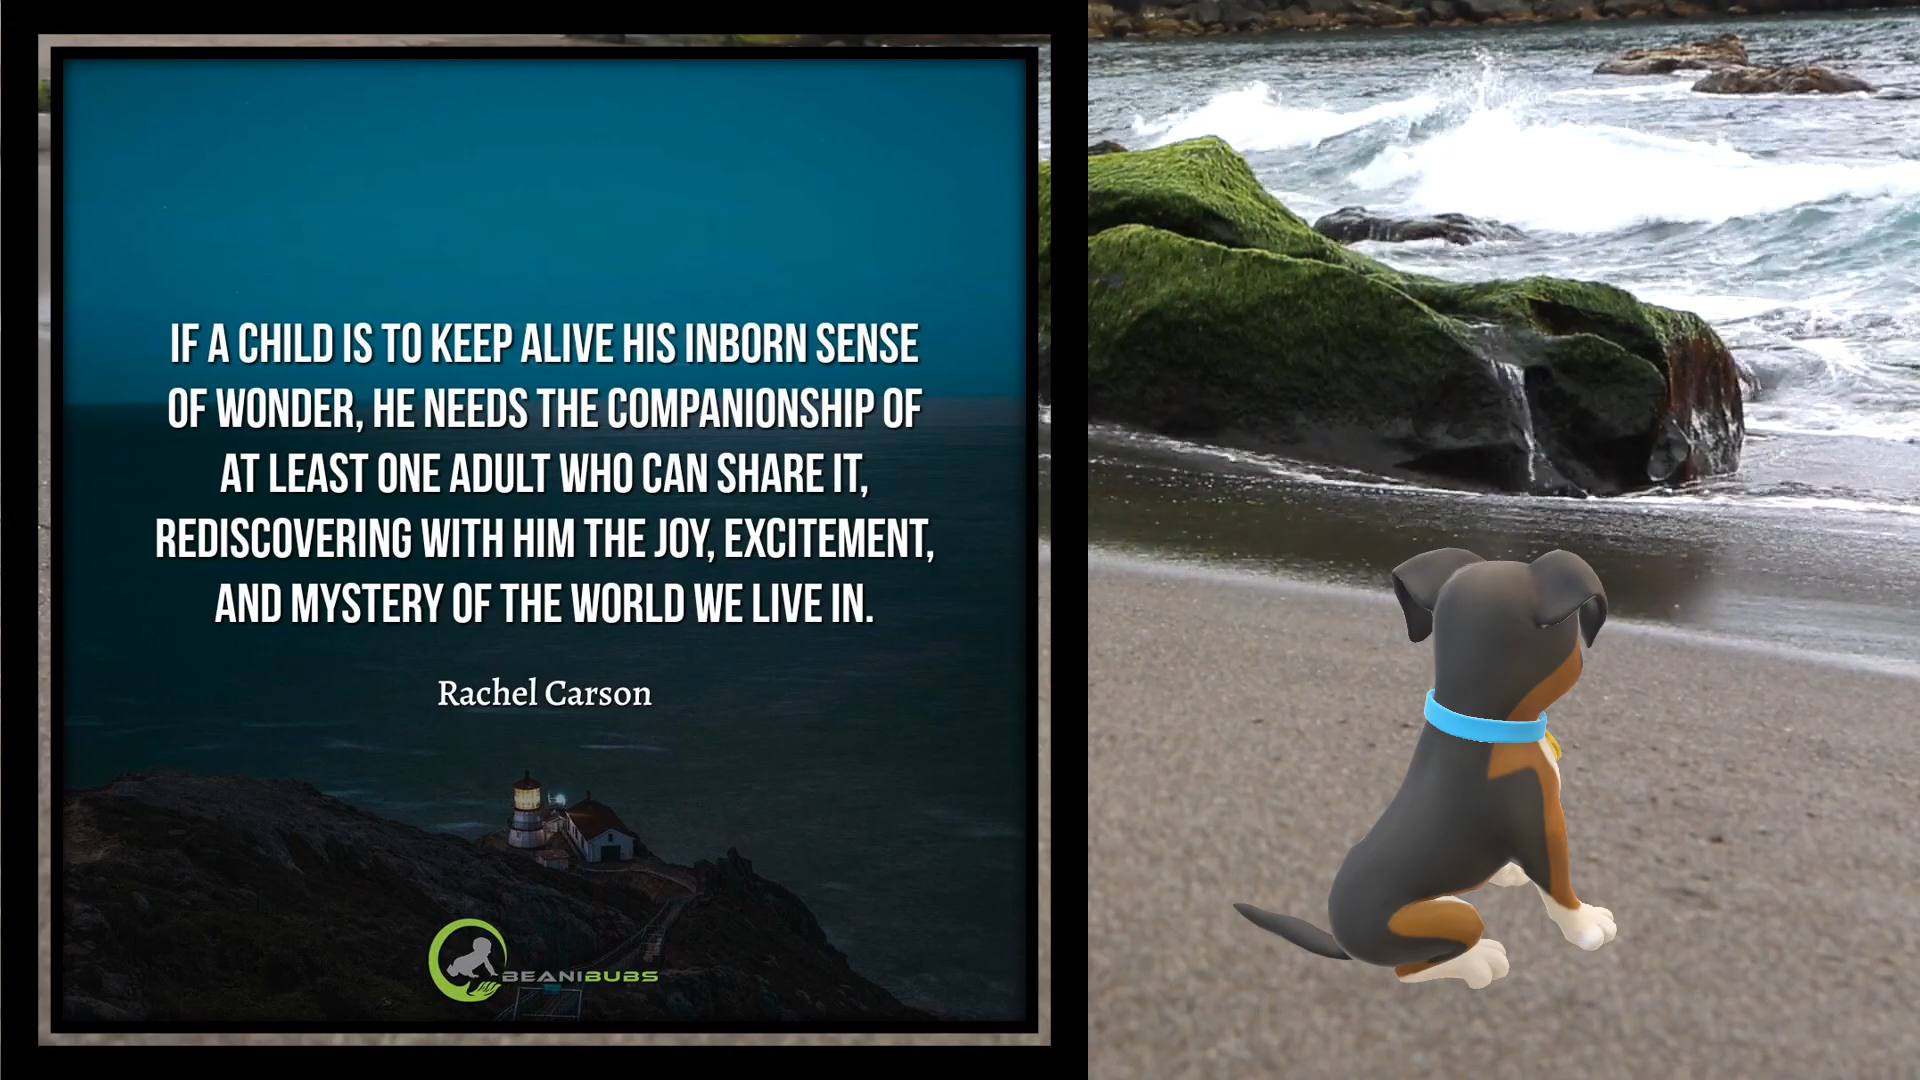 IF A CHILD IS TO KEEP ALIVE HIS INBORN SENSE
OF WONDER, HE NEEDS THE COMPANIONSHIP OF
AT LEAST ONE ADULT WHO CAN SHARE IT,
REDISCOVERING WITH HIM THE JOY, EXCITEMENT,
AND MYSTERY OF THE WORLD WE LIVE IN.
Rachel Carson
BEANIBUBS